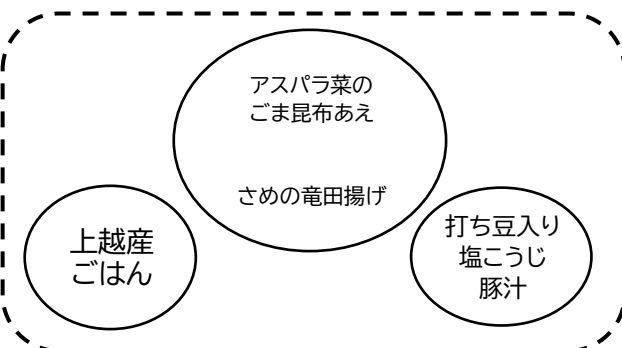 アスパラ菜の
ごま昆布あえ
さめの竜田揚げ
上越産
ごはん
打ち豆入り
塩こうじ
豚汁